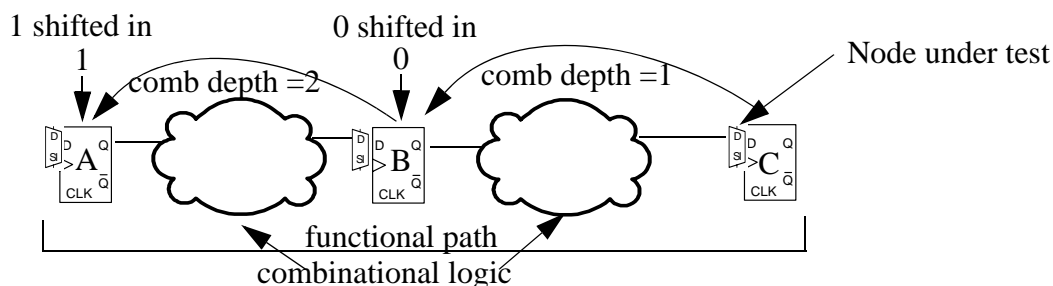 1 shifted in
0 shifted in
1
0
Node under test
comb depth =2
comb depth =1
D
SI
D Q
A
Q
CLK
D
SI
D Q
B
Q
CLK
D
SI
D Q
C
Q
CLK
functional path
combinational logic